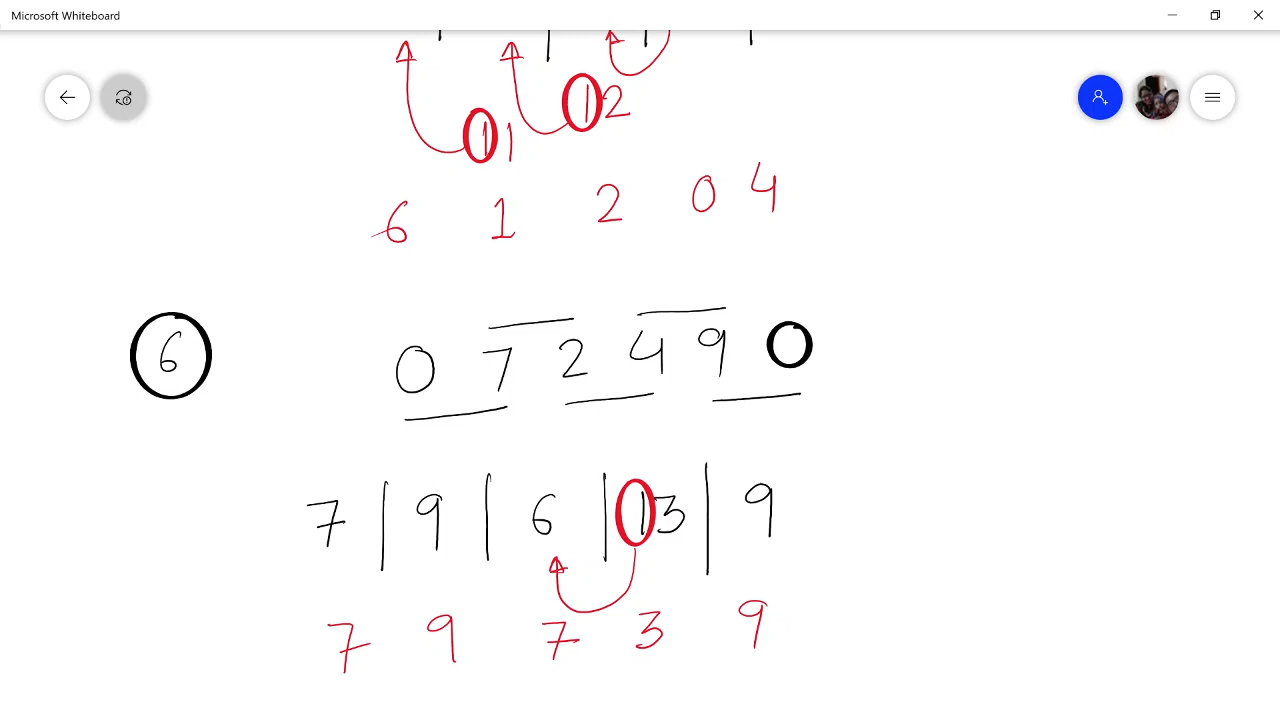 Microsoft Whiteboard
12
11
6 1 2 0 4
6 0 7 2 4 9 0
7 | 9 | 6 | 13 | 9
7 9 7 3 9